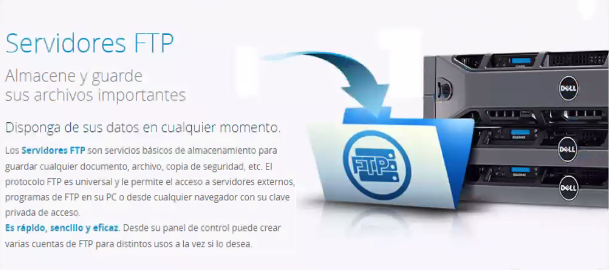 Servidores FTP
Almacene y guarde
sus archivos importantes
Disponga de sus datos en cualquier momento.
Los Servidores FTP son servicios básicos de almacenamiento para
guardar cualquier documento, archivo, copia de seguridad, etc. El
protocolo FTP es universal y le permite el acceso a servidores externos,
programas de FTP en su PC o desde cualquier navegador con su clave
privada de acceso.
Es rápido, sencillo y eficaz. Desde su panel de control puede crear
varias cuentas de FTP para distintos usos a la vez si lo desea.
FTP
DELL
DELL
DELL